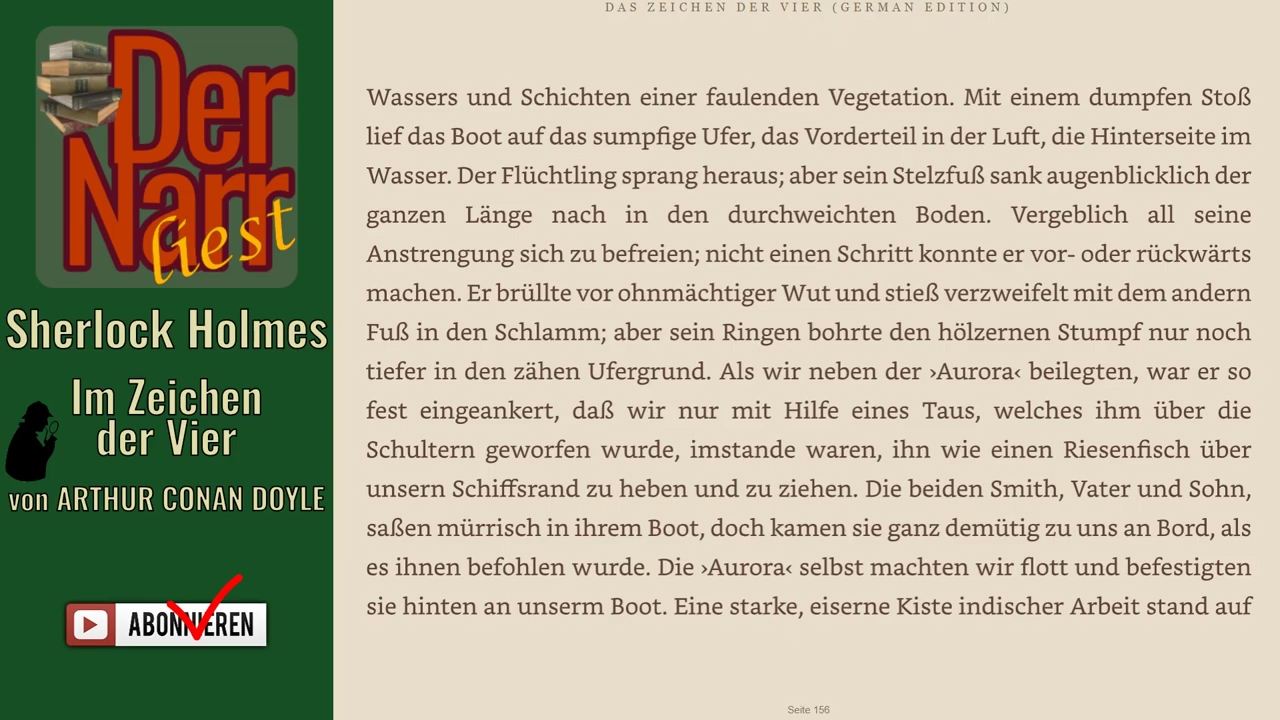 Der
Narr
liest
Sherlock Holmes
Im Zeichen
der Vier
von ARTHUR CONAN DOYLE
ABONNIEREN
DAS ZEICHEN DER VIER (GERMAN EDITION)
Wassers und Schichten einer faulenden Vegetation. Mit einem dumpfen Stoß
lief das Boot auf das sumpfige Ufer, das Vorderteil in der Luft, die Hinterseite im
Wasser. Der Flüchtling sprang heraus; aber sein Stelzfuß sank augenblicklich der
ganzen Länge nach in den durchweichten Boden. Vergeblich all seine
Anstrengung sich zu befreien; nicht einen Schritt konnte er vor- oder rückwärts
machen. Er brüllte vor ohnmächtiger Wut und stieß verzweifelt mit dem andern
Fuß in den Schlamm; aber sein Ringen bohrte den hölzernen Stumpf nur noch
tiefer in den zähen Ufergrund. Als wir neben der ›Aurora‹ beilegten, war er so
fest eingeankert, daß wir nur mit Hilfe eines Taus, welches ihm über die
Schultern geworfen wurde, imstande waren, ihn wie einen Riesenfisch über
unsern Schiffsrand zu heben und zu ziehen. Die beiden Smith, Vater und Sohn,
saßen mürrisch in ihrem Boot, doch kamen sie ganz demütig zu uns an Bord, als
es ihnen befohlen wurde. Die ›Aurora‹ selbst machten wir flott und befestigten
sie hinten an unserm Boot. Eine starke, eiserne Kiste indischer Arbeit stand auf
Seite 156